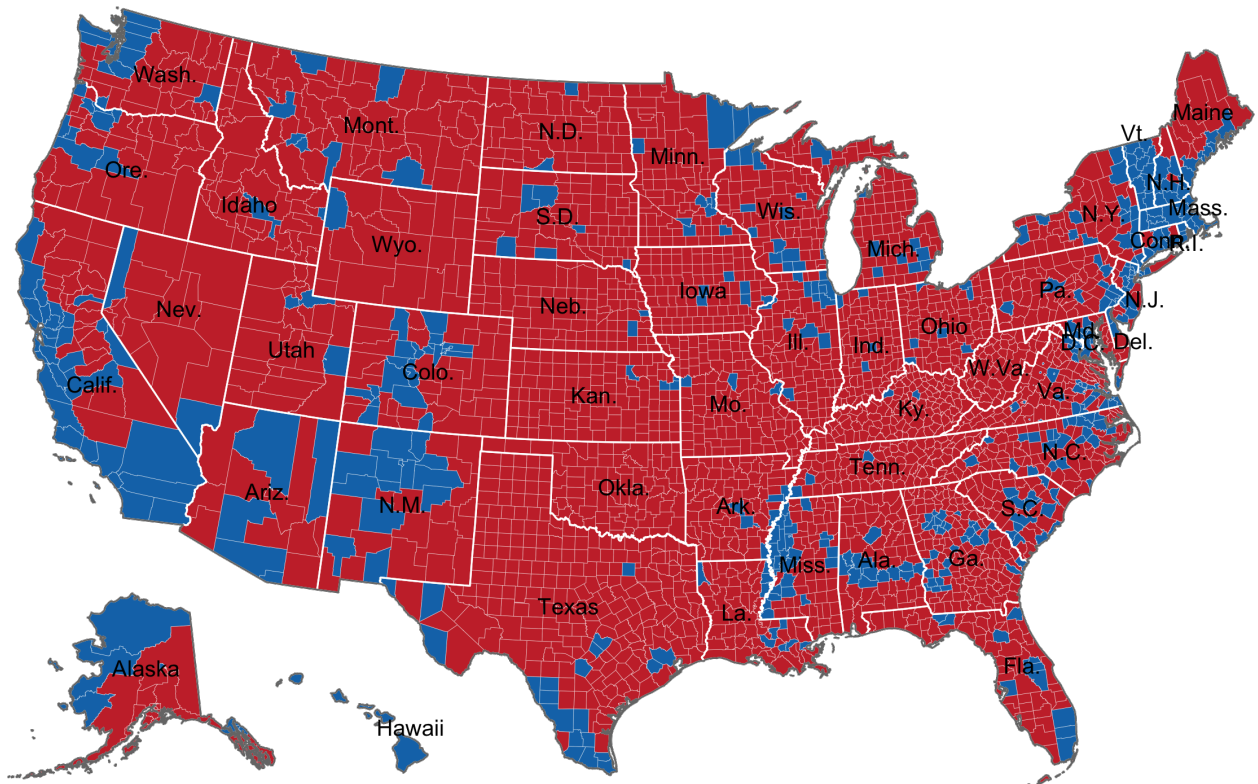 Wash.
Mont.
N.D.
Minn.
Maine
Vt.
Ore.
Idaho
S.D.
Wis.
N.H.
Mass.
N.Y.
Wyo.
Mich.
Conn.
R.I.
Nev.
Neb.
Iowa
Pa.
N.J.
Utah
Ill.
Ind.
Ohio
Md.
D.C.
Del.
Calif.
Colo.
Kan.
Mo.
W.Va.
Va.
Ky.
N.C.
Tenn.
Ariz.
N.M.
Okla.
Ark.
S.C.
Miss.
Ala.
Ga.
Texas
La.
Fla.
Alaska
Hawaii